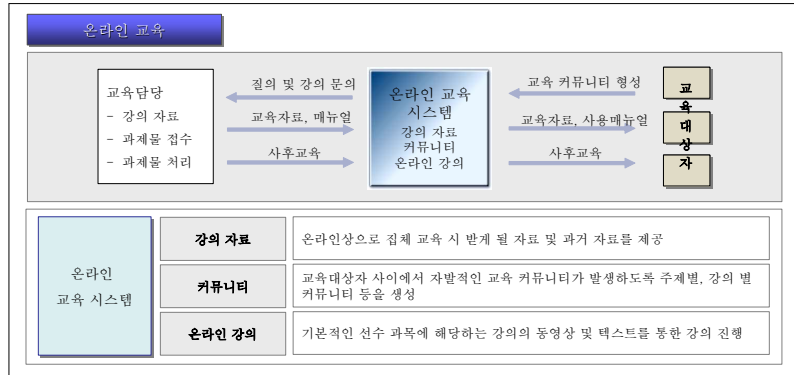 온라인 교육
교육담당
- 강의 자료
- 과제물 접수
- 과제물 처리
질의 및 강의 문의
교육자료, 매뉴얼
사후교육
온라인 교육
시스템
강의 자료
커뮤니티
온라인 강의
교육 커뮤니티 형성
교육자료, 사용매뉴얼
사후교육
교
육
대
상
자
온라인
교육 시스템
강의 자료
온라인상으로 집체 교육 시 받게 될 자료 및 과거 자료를 제공
커뮤니티
교육대상자 사이에서 자발적인 교육 커뮤니티가 발생하도록 주제별, 강의 별
커뮤니티 등을 생성
온라인 강의
기본적인 선수 과목에 해당하는 강의의 동영상 및 텍스트를 통한 강의 진행